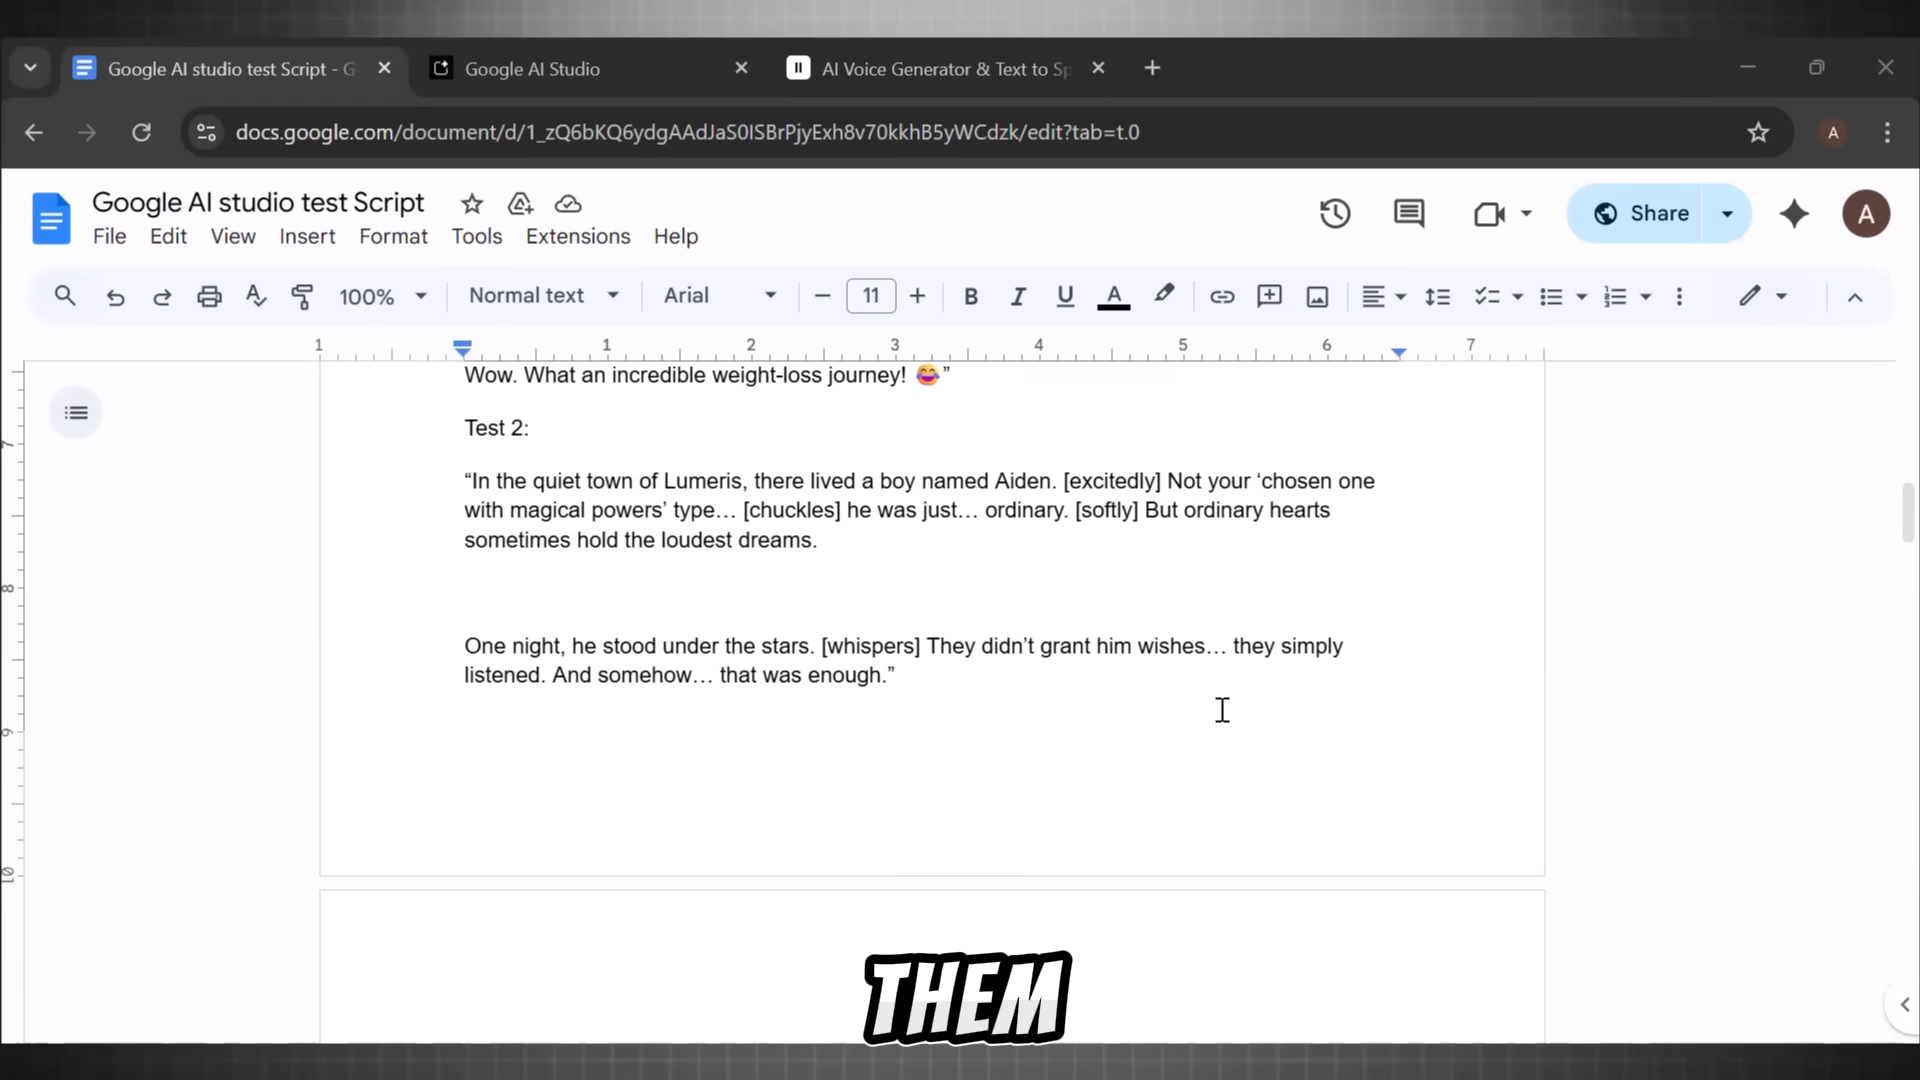 Google AI studio test Script - G
Google AI Studio
AI Voice Generator & Text to Sp
docs.google.com/document/d/1_zQ6bKQ6ydgAAdJaS0ISBrPjyExh8v70kkhB5yWCdzk/edit?tab=t.0
A
Google AI studio test Script
File Edit View Insert Format Tools Extensions Help
Share
A
100% Normal text Arial 11
1 1 2 3 4 5 6 7
Wow. What an incredible weight-loss journey! 😂”
Test 2:
“In the quiet town of Lumeris, there lived a boy named Aiden. [excitedly] Not your ‘chosen one
with magical powers’ type… [chuckles] he was just… ordinary. [softly] But ordinary hearts
sometimes hold the loudest dreams.
One night, he stood under the stars. [whispers] They didn’t grant him wishes… they simply
listened. And somehow… that was enough.”
7
8
9
10
THEM